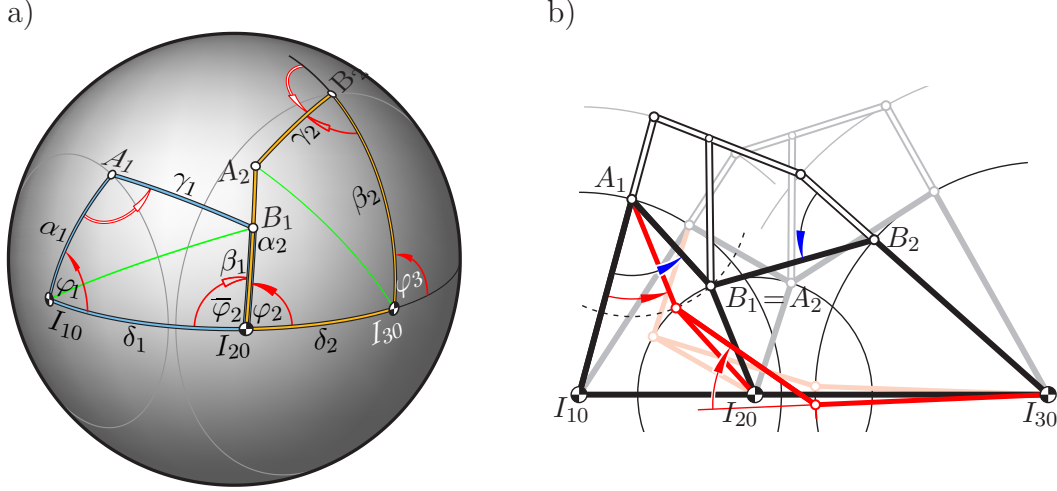 a)
b)
B₂
A₁
γ₁
γ₂
A₂
β₂
α₁
B₁
α₂
β₁
φ₁
φ̅₂
φ₂
φ₃
I₁₀
δ₁
I₂₀
δ₂
I₃₀
A₁
B₂
B₁ = A₂
I₁₀
I₂₀
I₃₀